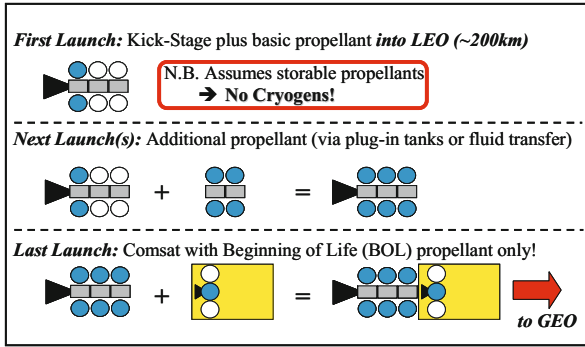 First Launch: Kick-Stage plus basic propellant into LEO (~200km)
N.B. Assumes storable propellants
➔ No Cryogens!
Next Launch(s): Additional propellant (via plug-in tanks or fluid transfer)
+ =
Last Launch: Comsat with Beginning of Life (BOL) propellant only!
+ =
to GEO